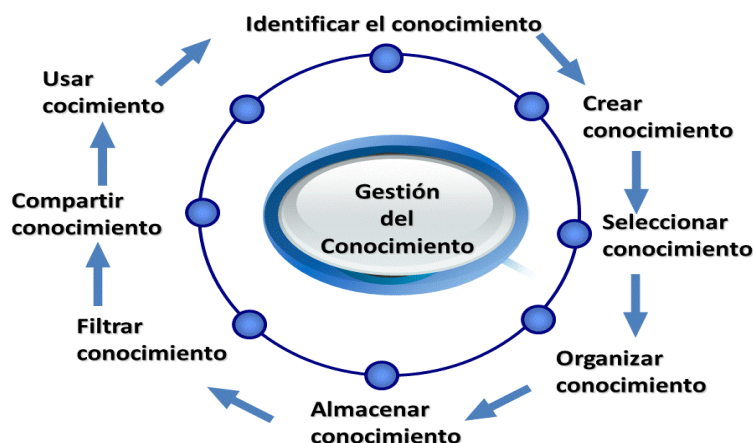 Identificar el conocimiento
Crear
conocimiento
Seleccionar
conocimiento
Organizar
conocimiento
Almacenar
conocimiento
Filtrar
conocimiento
Compartir
conocimiento
Usar
cocimiento
Gestión
del
Conocimiento